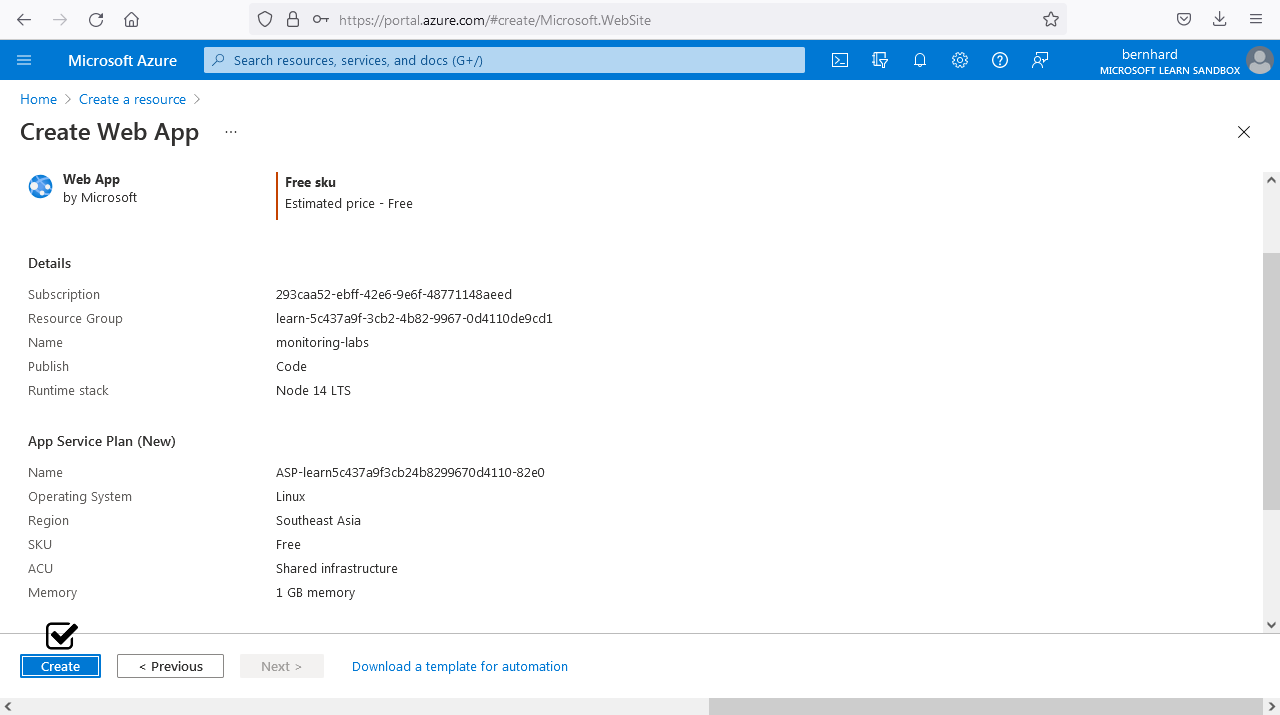 https://portal.azure.com/#create/Microsoft.WebSite
Microsoft Azure
Search resources, services, and docs (G+/)
bernhard
MICROSOFT LEARN SANDBOX
Home > Create a resource >
Create Web App ...
Web App
by Microsoft
Free sku
Estimated price - Free
Details
Subscription 293caa52-ebff-42e6-9e6f-48771148aeed
Resource Group learn-5c437a9f-3cb2-4b82-9967-0d4110de9cd1
Name monitoring-labs
Publish Code
Runtime stack Node 14 LTS
App Service Plan (New)
Name ASP-learn5c437a9f3cb24b8299670d4110-82e0
Operating System Linux
Region Southeast Asia
SKU Free
ACU Shared infrastructure
Memory 1 GB memory
Create < Previous Next > Download a template for automation